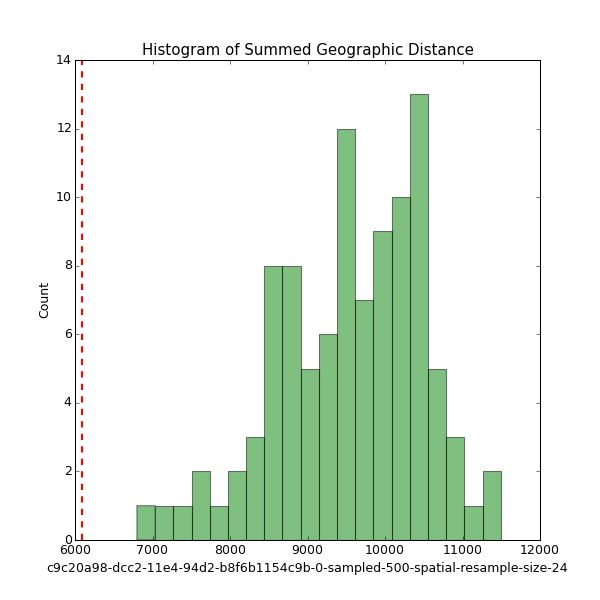 Histogram of Summed Geographic Distance
14
12
10
8
6
4
2
0
Count
6000 7000 8000 9000 10000 11000 12000
c9c20a98-dcc2-11e4-94d2-b8f6b1154c9b-0-sampled-500-spatial-resample-size-24